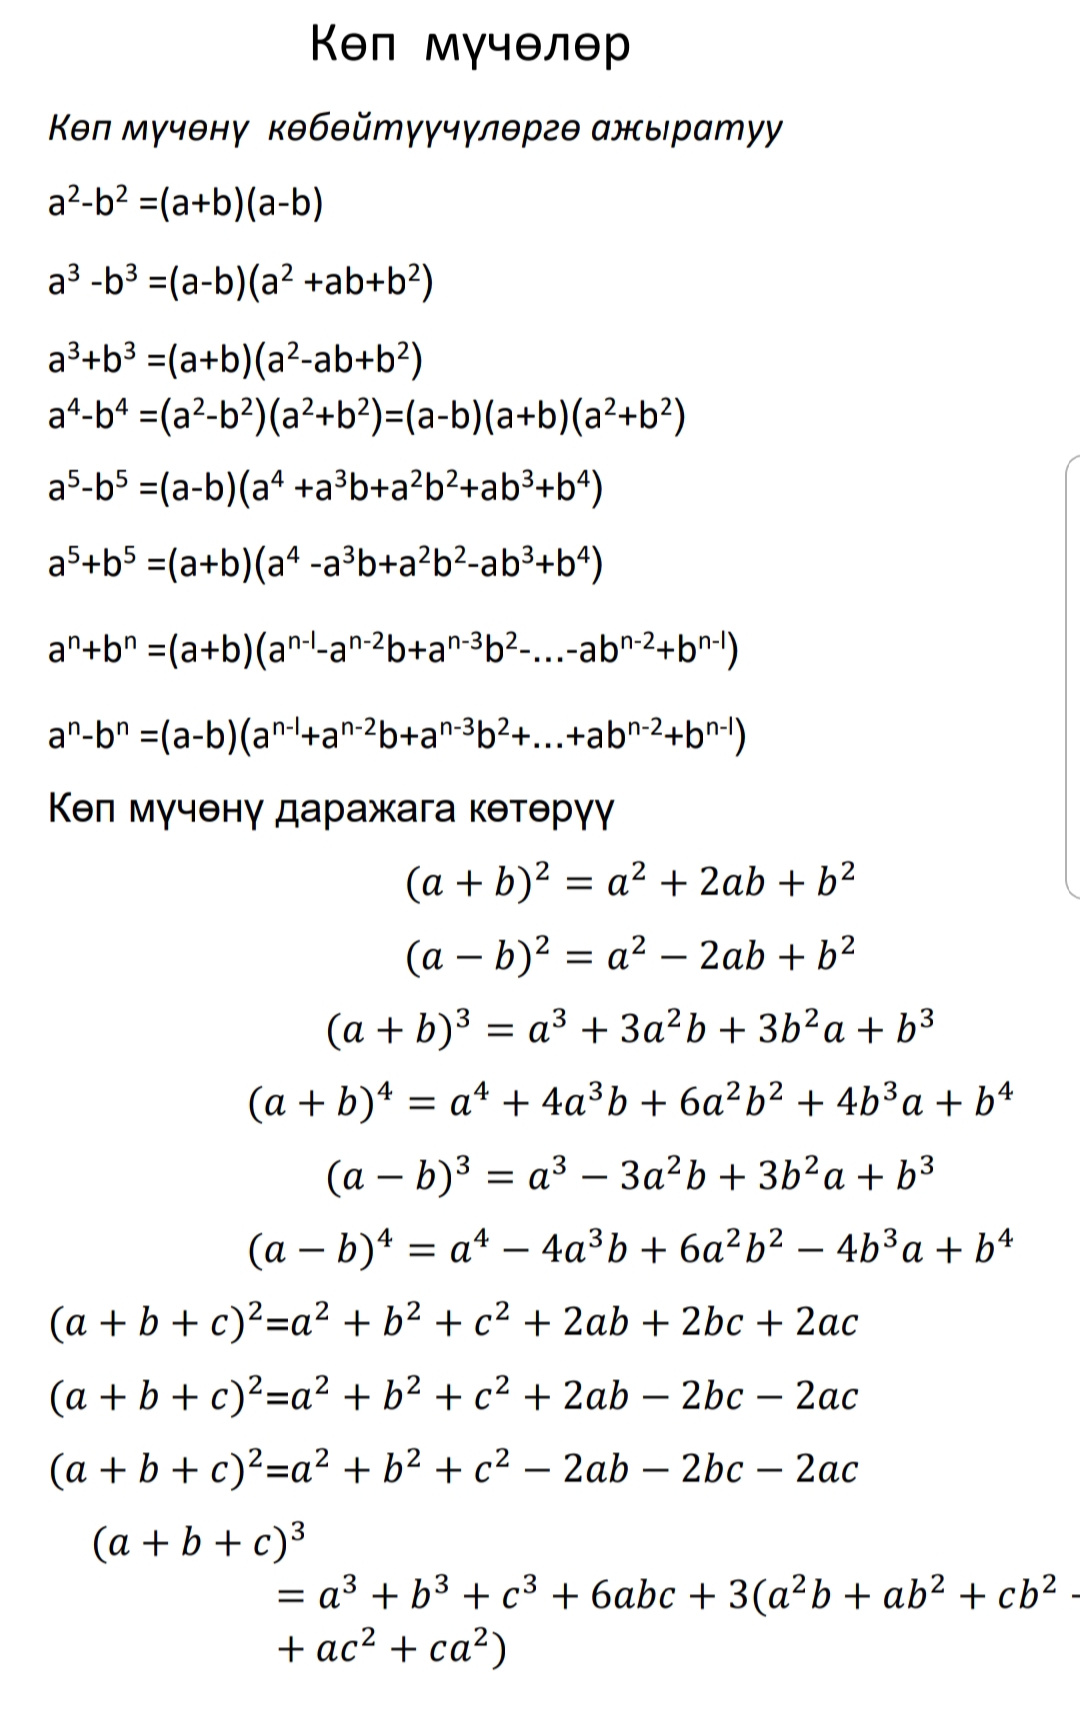 Көп мүчөлөр
Көп мүчөнү көбөйтүүчүлөргө ажыратуу
a²-b² =(a+b)(a-b)
a³ -b³ =(a-b)(a² +ab+b²)
a³+b³ =(a+b)(a²-ab+b²)
a⁴-b⁴ =(a²-b²)(a²+b²)=(a-b)(a+b)(a²+b²)
a⁵-b⁵ =(a-b)(a⁴ +a³b+a²b²+ab³+b⁴)
a⁵+b⁵ =(a+b)(a⁴ -a³b+a²b²-ab³+b⁴)
aⁿ+bⁿ =(a+b)(aⁿ⁻ˡ-aⁿ⁻²b+aⁿ⁻³b²-...-abⁿ⁻²+bⁿ⁻ˡ)
aⁿ-bⁿ =(a-b)(aⁿ⁻ˡ+aⁿ⁻²b+aⁿ⁻³b²+...+abⁿ⁻²+bⁿ⁻ˡ)
Көп мүчөнү даражага көтөрүү
(a + b)² = a² + 2ab + b²
(a − b)² = a² − 2ab + b²
(a + b)³ = a³ + 3a²b + 3b²a + b³
(a + b)⁴ = a⁴ + 4a³b + 6a²b² + 4b³a + b⁴
(a − b)³ = a³ − 3a²b + 3b²a + b³
(a − b)⁴ = a⁴ − 4a³b + 6a²b² − 4b³a + b⁴
(a + b + c)²=a² + b² + c² + 2ab + 2bc + 2ac
(a + b + c)²=a² + b² + c² + 2ab − 2bc − 2ac
(a + b + c)²=a² + b² + c² − 2ab − 2bc − 2ac
(a + b + c)³
= a³ + b³ + c³ + 6abc + 3(a²b + ab² + cb²
+ ac² + ca²)